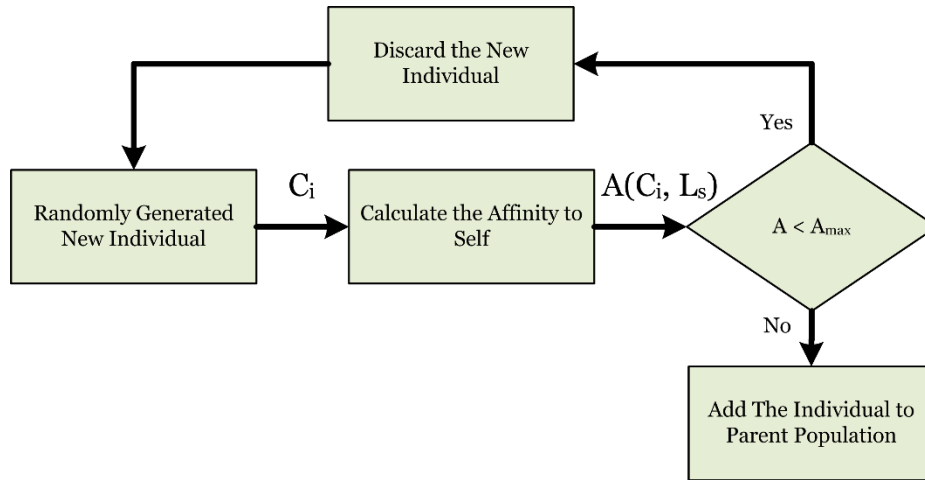 Discard the New
Individual
Yes
Randomly Generated
New Individual
Cᵢ
Calculate the Affinity to
Self
A(Cᵢ, Lₛ)
A < Aₘₐₓ
No
Add The Individual to
Parent Population